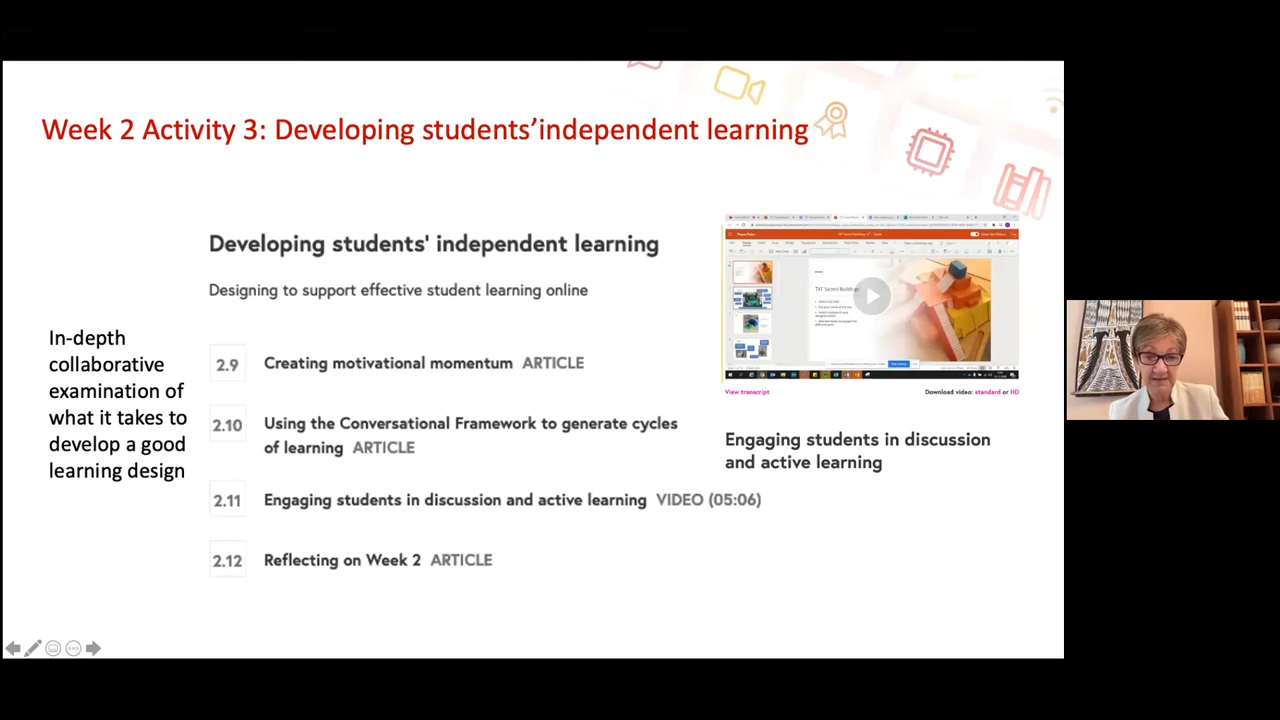 Week 2 Activity 3: Developing students'independent learning
Developing students' independent learning
Designing to support effective student learning online
In-depth
collaborative
examination of
what it takes to
develop a good
learning design
2.9 Creating motivational momentum ARTICLE
2.10 Using the Conversational Framework to generate cycles
of learning ARTICLE
2.11 Engaging students in discussion and active learning VIDEO (05:06)
2.12 Reflecting on Week 2 ARTICLE
View transcript
Download video: standard or HD
Engaging students in discussion
and active learning